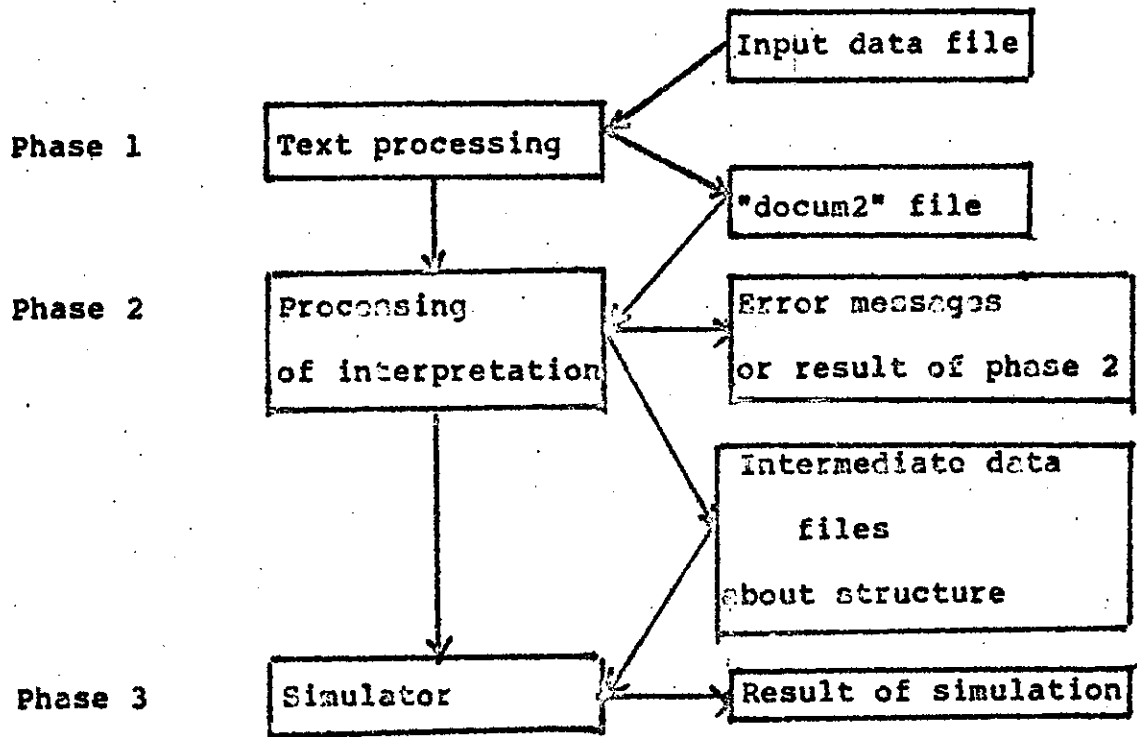 Input data file
Phase 1
Text processing
"docum2" file
Phase 2
Processing
of interpretation
Error messages
or result of phase 2
Intermediate data
files
about structure
Phase 3
Simulator
Result of simulation